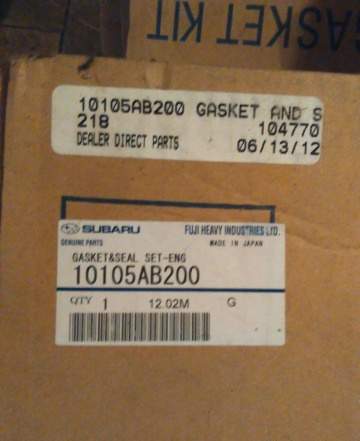 GASKET KIT
10105AB200 GASKET AND S
218 104770
DEALER DIRECT PARTS 06/13/12
SUBARU FUJI HEAVY INDUSTRIES LTD.
GENUINE PARTS MADE IN JAPAN
GASKET&SEAL SET-ENG
10105AB200
QTY 1 12.02M G